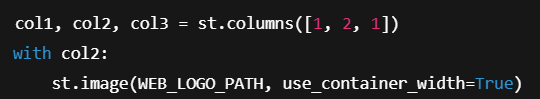 col1, col2, col3 = st.columns([1, 2, 1])
with col2:
    st.image(WEB_LOGO_PATH, use_container_width=True)